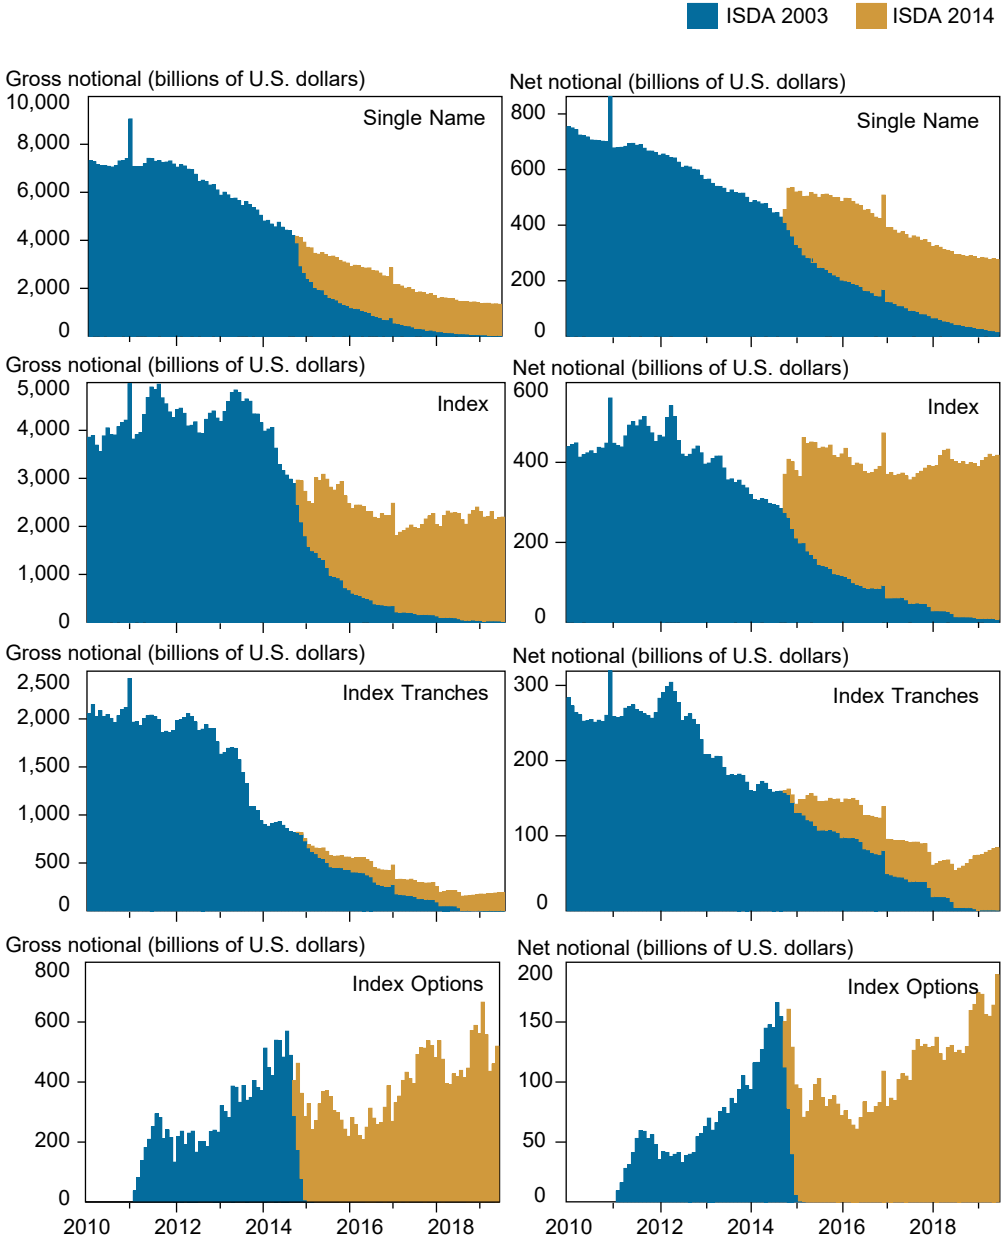 ISDA 2003 ISDA 2014
Gross notional (billions of U.S. dollars)
10,000
8,000
6,000
4,000
2,000
0
Single Name
Net notional (billions of U.S. dollars)
800
600
400
200
0
Single Name
Gross notional (billions of U.S. dollars)
5,000
4,000
3,000
2,000
1,000
0
Index
Net notional (billions of U.S. dollars)
600
400
200
0
Index
Gross notional (billions of U.S. dollars)
2,500
2,000
1,500
1,000
500
0
Index Tranches
Net notional (billions of U.S. dollars)
300
200
100
0
Index Tranches
Gross notional (billions of U.S. dollars)
800
600
400
200
0
Index Options
2010 2012 2014 2016 2018
Net notional (billions of U.S. dollars)
200
150
100
50
0
Index Options
2010 2012 2014 2016 2018